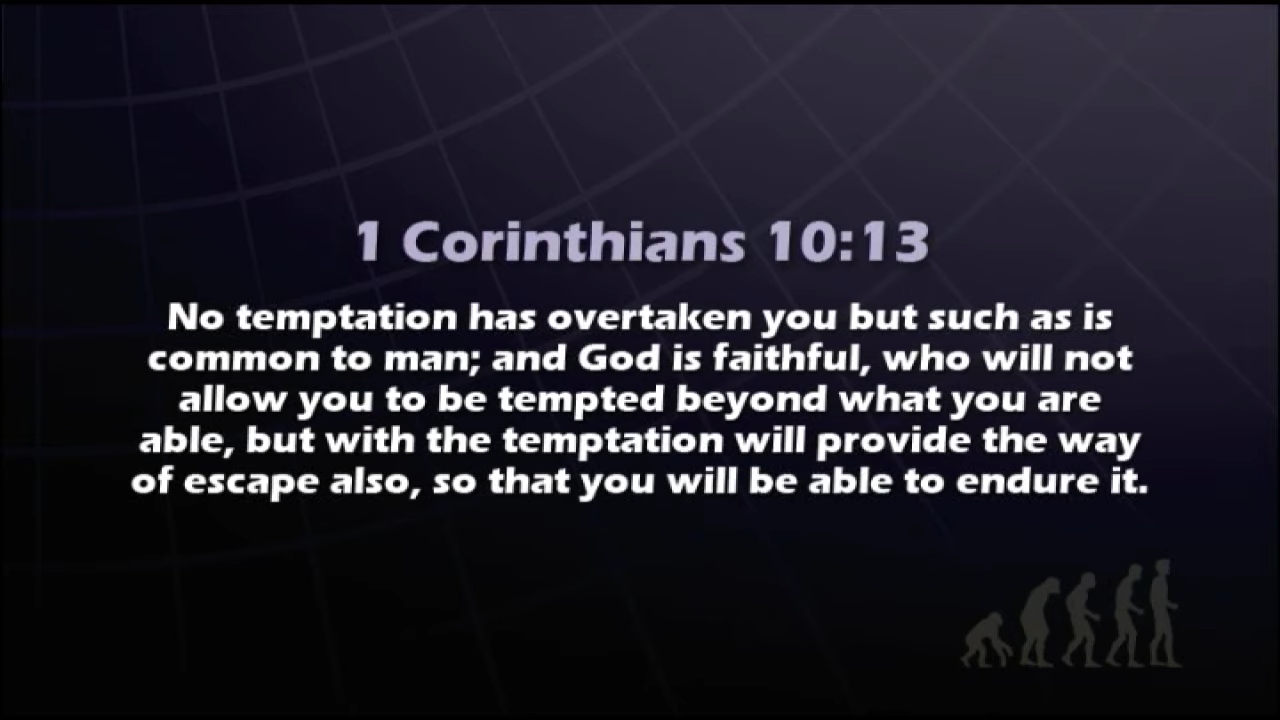 1 Corinthians 10:13
No temptation has overtaken you but such as is
common to man; and God is faithful, who will not
allow you to be tempted beyond what you are
able, but with the temptation will provide the way
of escape also, so that you will be able to endure it.